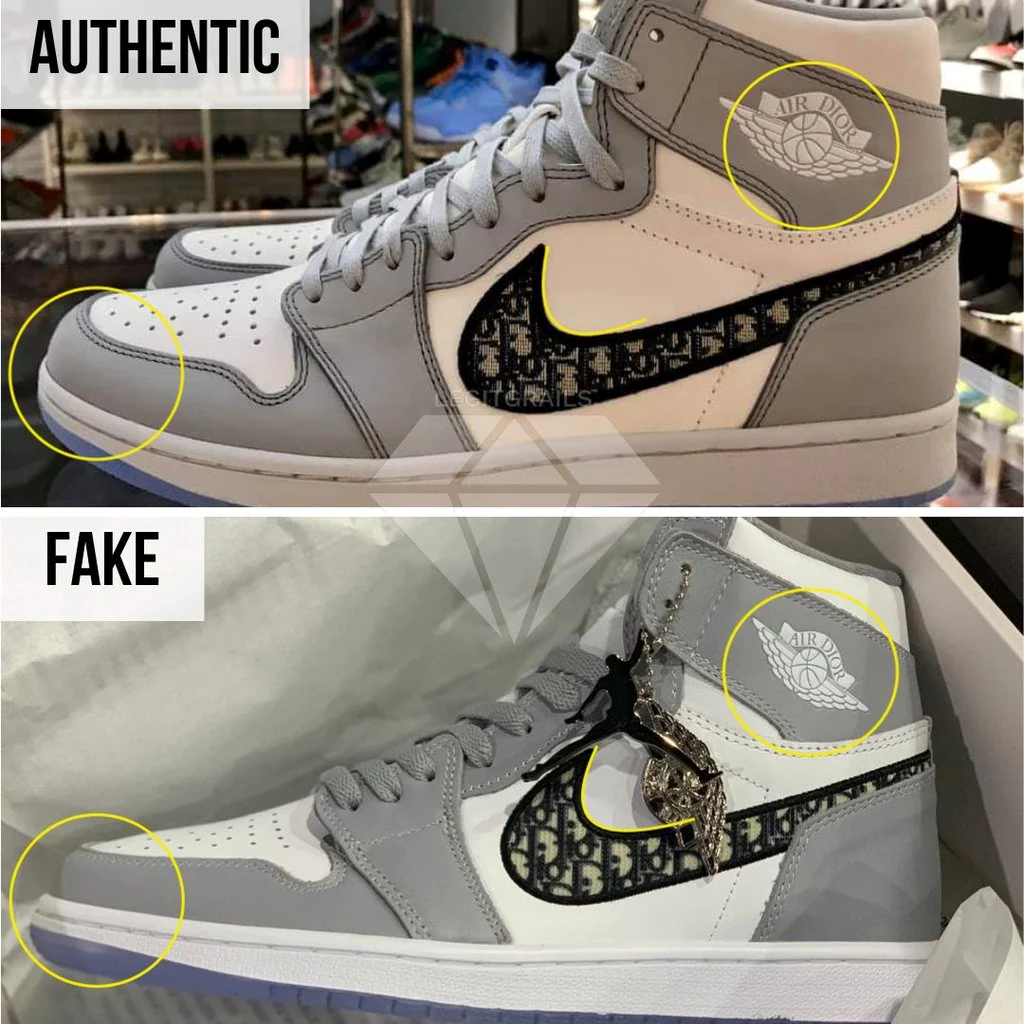 AUTHENTIC
AIR DIOR
LEGITGRAILS
FAKE
AIR DIOR